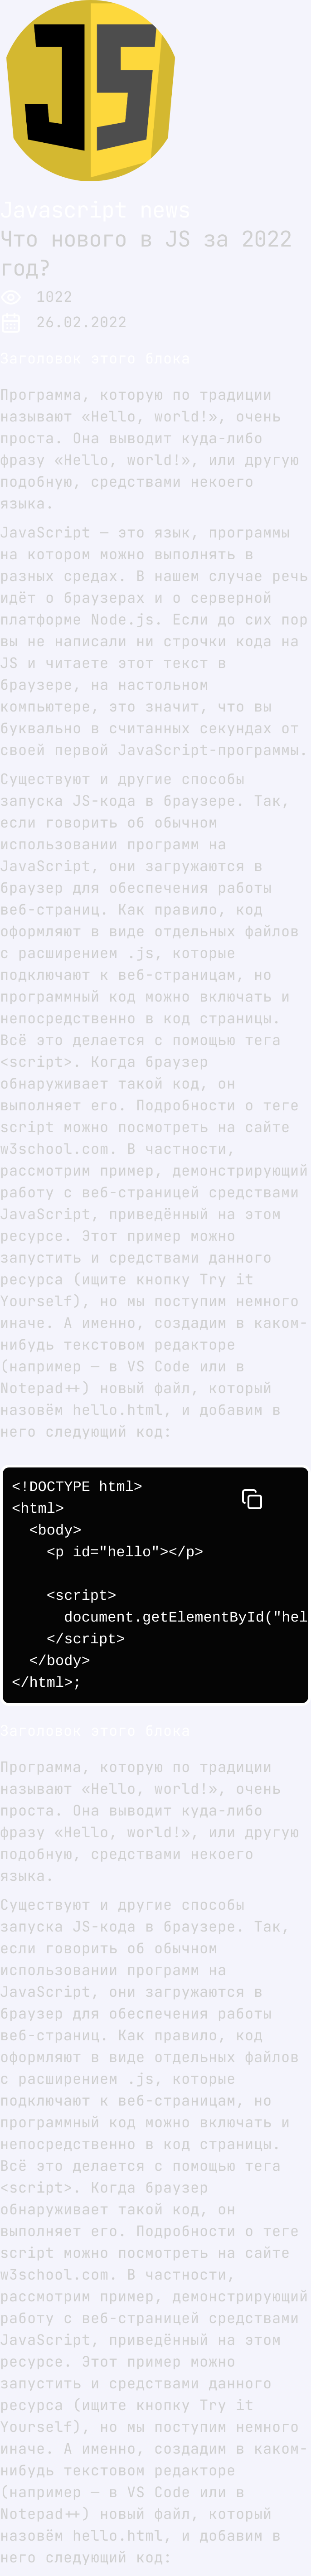 JS
Javascript news
Что нового в JS за 2022
год?
1022
26.02.2022
Заголовок этого блока
Программа, которую по традиции
называют «Hello, world!», очень
проста. Она выводит куда-либо
фразу «Hello, world!», или другую
подобную, средствами некоего
языка.
JavaScript — это язык, программы
на котором можно выполнять в
разных средах. В нашем случае речь
идёт о браузерах и о серверной
платформе Node.js. Если до сих пор
вы не написали ни строчки кода на
JS и читаете этот текст в
браузере, на настольном
компьютере, это значит, что вы
буквально в считанных секундах от
своей первой JavaScript-программы.
Существуют и другие способы
запуска JS-кода в браузере. Так,
если говорить об обычном
использовании программ на
JavaScript, они загружаются в
браузер для обеспечения работы
веб-страниц. Как правило, код
оформляют в виде отдельных файлов
с расширением .js, которые
подключают к веб-страницам, но
программный код можно включать и
непосредственно в код страницы.
Всё это делается с помощью тега
<script>. Когда браузер
обнаруживает такой код, он
выполняет его. Подробности о теге
script можно посмотреть на сайте
w3school.com. В частности,
рассмотрим пример, демонстрирующий
работу с веб-страницей средствами
JavaScript, приведённый на этом
ресурсе. Этот пример можно
запустить и средствами данного
ресурса (ищите кнопку Try it
Yourself), но мы поступим немного
иначе. А именно, создадим в каком-
нибудь текстовом редакторе
(например — в VS Code или в
Notepad++) новый файл, который
назовём hello.html, и добавим в
него следующий код:
<!DOCTYPE html>
<html>
<body>
<p id="hello"></p>
<script>
document.getElementById("hel
</script>
</body>
</html>;
Заголовок этого блока
Программа, которую по традиции
называют «Hello, world!», очень
проста. Она выводит куда-либо
фразу «Hello, world!», или другую
подобную, средствами некоего
языка.
Существуют и другие способы
запуска JS-кода в браузере. Так,
если говорить об обычном
использовании программ на
JavaScript, они загружаются в
браузер для обеспечения работы
веб-страниц. Как правило, код
оформляют в виде отдельных файлов
с расширением .js, которые
подключают к веб-страницам, но
программный код можно включать и
непосредственно в код страницы.
Всё это делается с помощью тега
<script>. Когда браузер
обнаруживает такой код, он
выполняет его. Подробности о теге
script можно посмотреть на сайте
w3school.com. В частности,
рассмотрим пример, демонстрирующий
работу с веб-страницей средствами
JavaScript, приведённый на этом
ресурсе. Этот пример можно
запустить и средствами данного
ресурса (ищите кнопку Try it
Yourself), но мы поступим немного
иначе. А именно, создадим в каком-
нибудь текстовом редакторе
(например — в VS Code или в
Notepad++) новый файл, который
назовём hello.html, и добавим в
него следующий код: